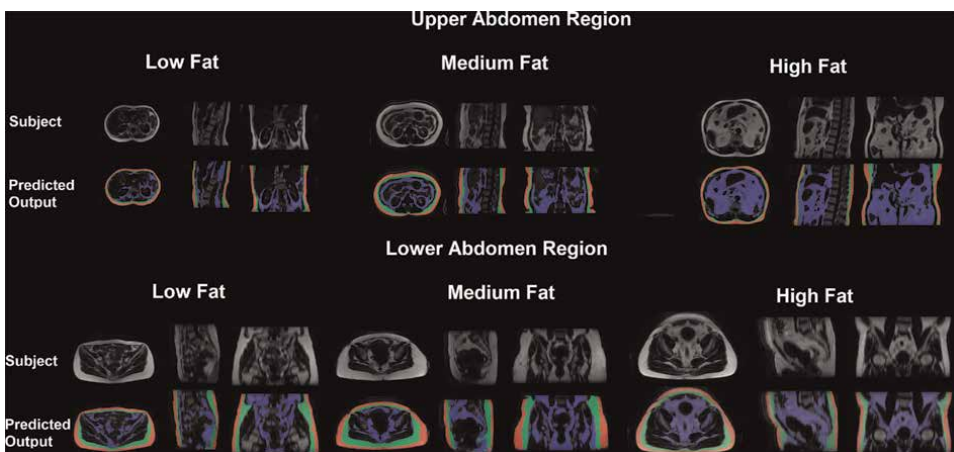 Upper Abdomen Region
Low Fat
Medium Fat
High Fat
Subject
Predicted
Output
Lower Abdomen Region
Low Fat
Medium Fat
High Fat
Subject
Predicted
Output